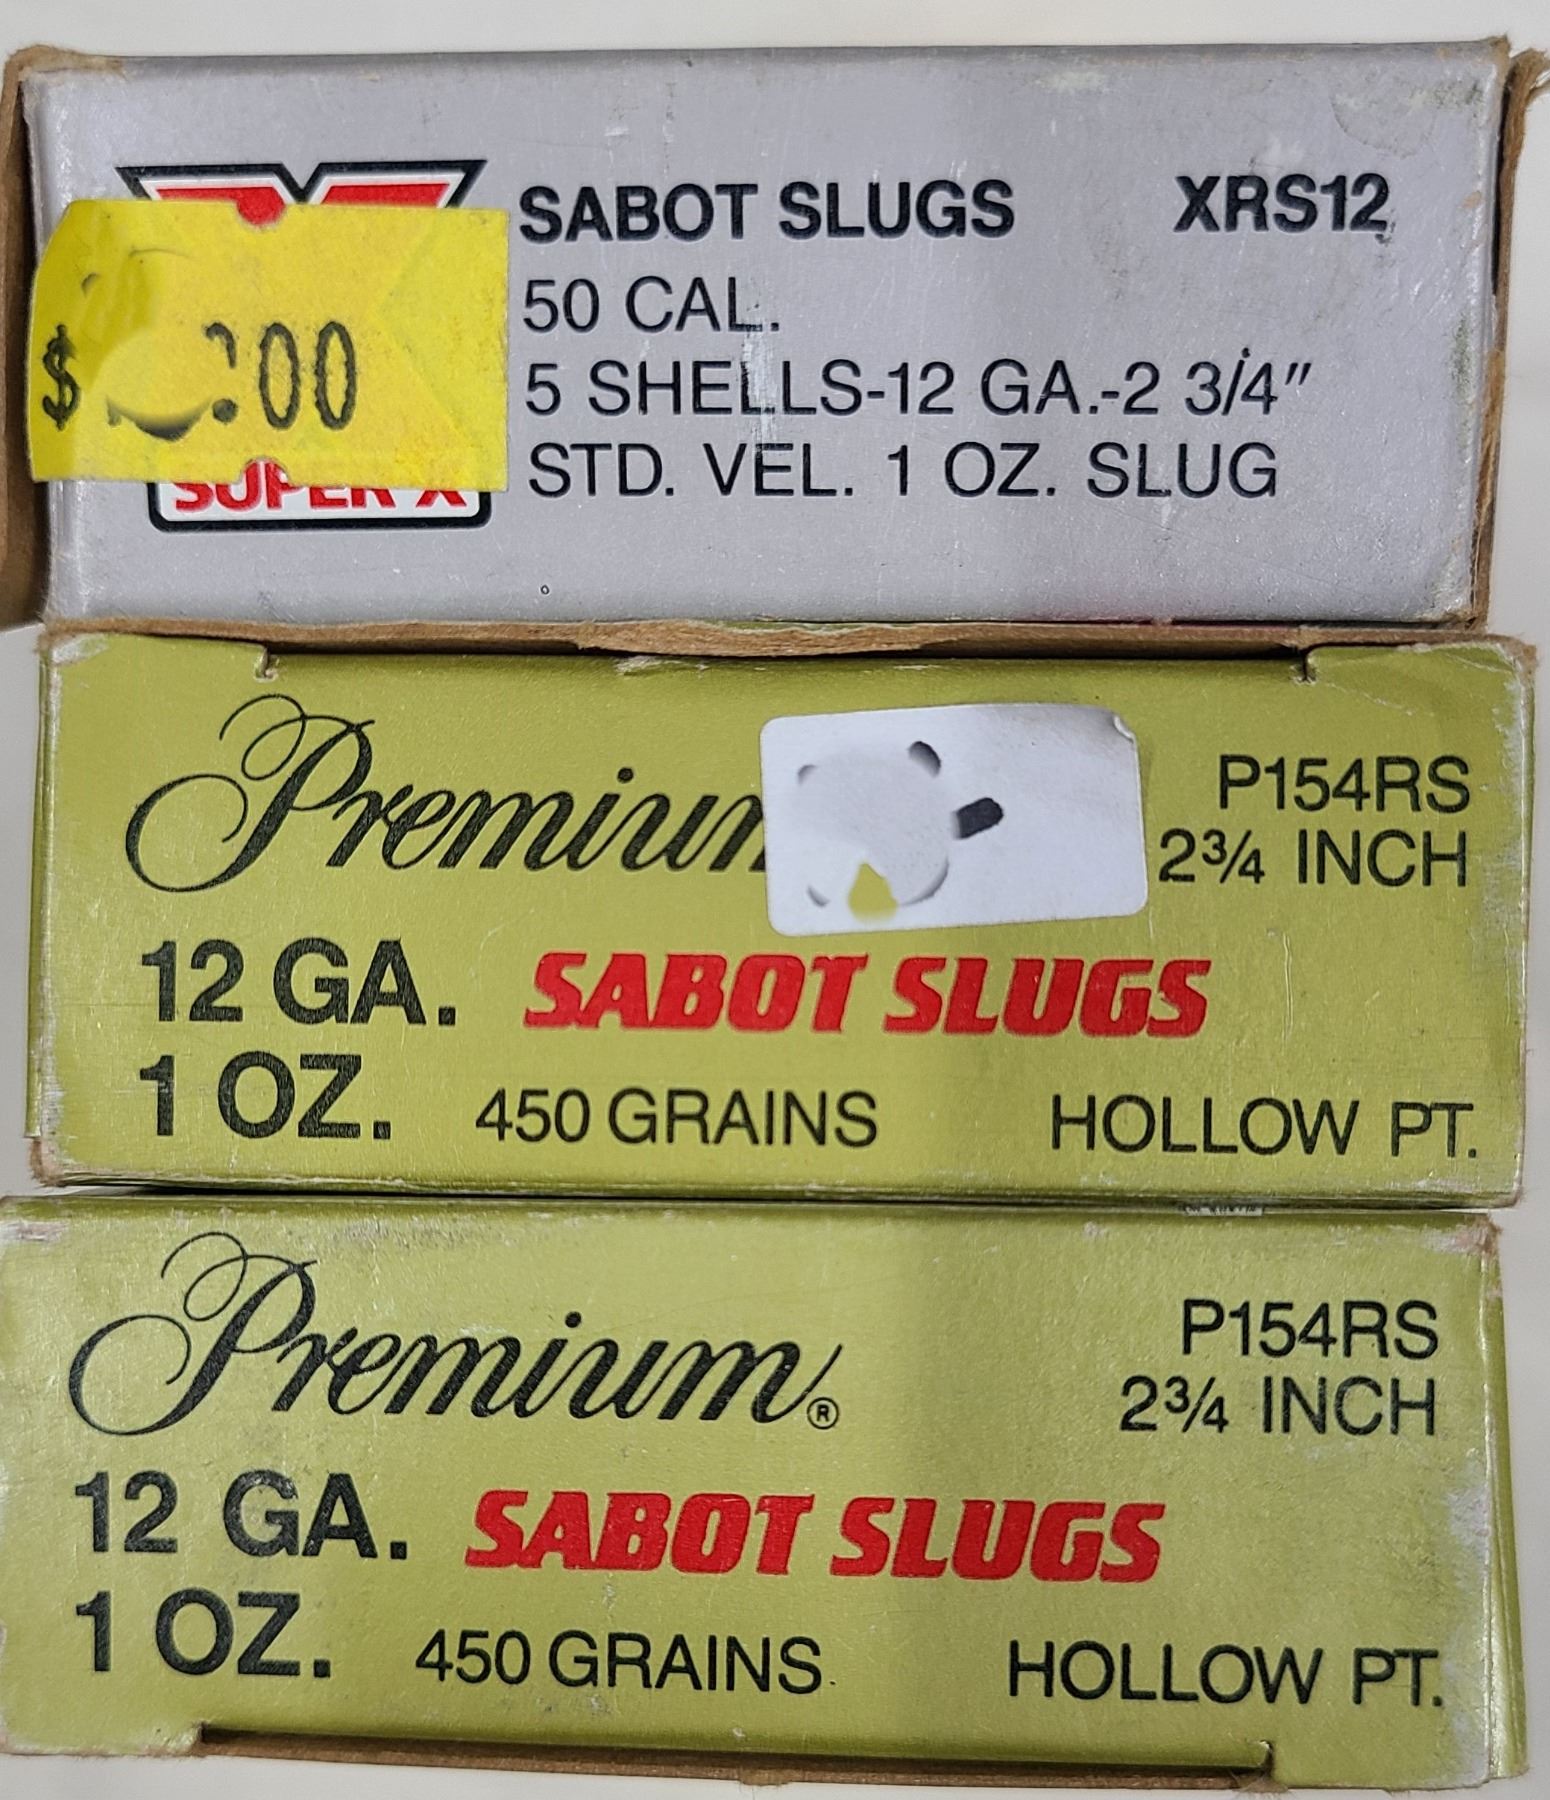 SABOT SLUGS XRS12
50 CAL.
$ .00
5 SHELLS-12 GA.-2 3/4"
STD. VEL. 1 OZ. SLUG
SUPER X
Premium P154RS
2¾ INCH
12 GA. SABOT SLUGS
1 OZ. 450 GRAINS HOLLOW PT.
Premium® P154RS
2¾ INCH
12 GA. SABOT SLUGS
1 OZ. 450 GRAINS HOLLOW PT.